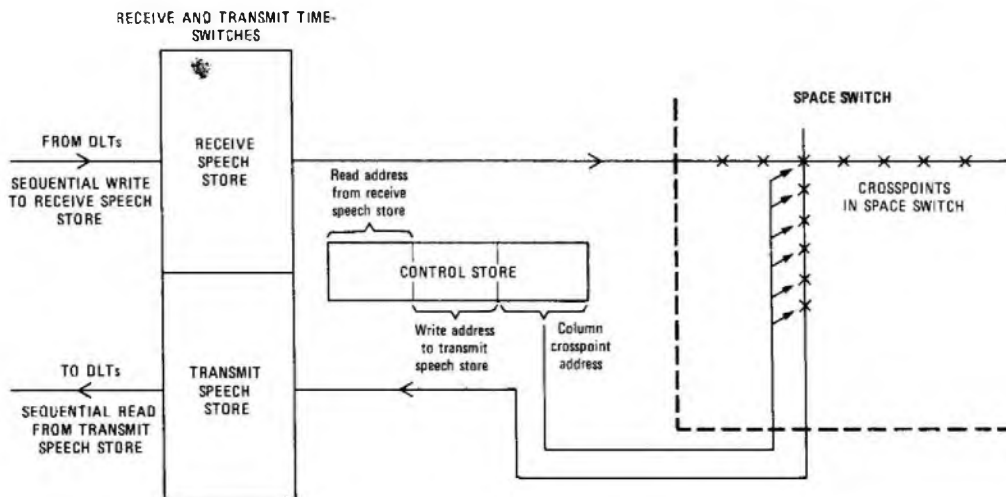 RECEIVE AND TRANSMIT TIME-
SWITCHES
SPACE SWITCH
FROM DLTs
SEQUENTIAL WRITE
TO RECEIVE SPEECH
STORE
RECEIVE
SPEECH
STORE
Read address
from receive
speech store
CROSSPOINTS
IN SPACE SWITCH
CONTROL STORE
Write address
to transmit
speech store
Column
crosspoint
address
TO DLTs
SEQUENTIAL READ
FROM TRANSMIT
SPEECH STORE
TRANSMIT
SPEECH
STORE